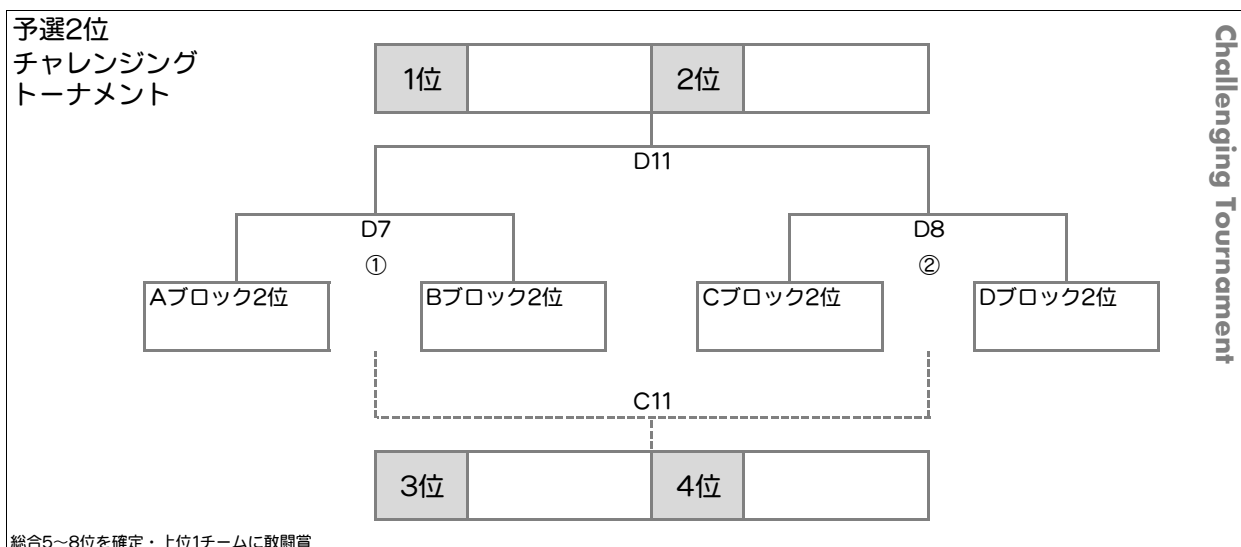 予選2位
チャレンジング
トーナメント
Challenging Tournament
1位
2位
D11
D7
D8
①
②
Aブロック2位
Bブロック2位
Cブロック2位
Dブロック2位
C11
3位
4位
総合5~8位を確定・上位1チームに敢闘賞